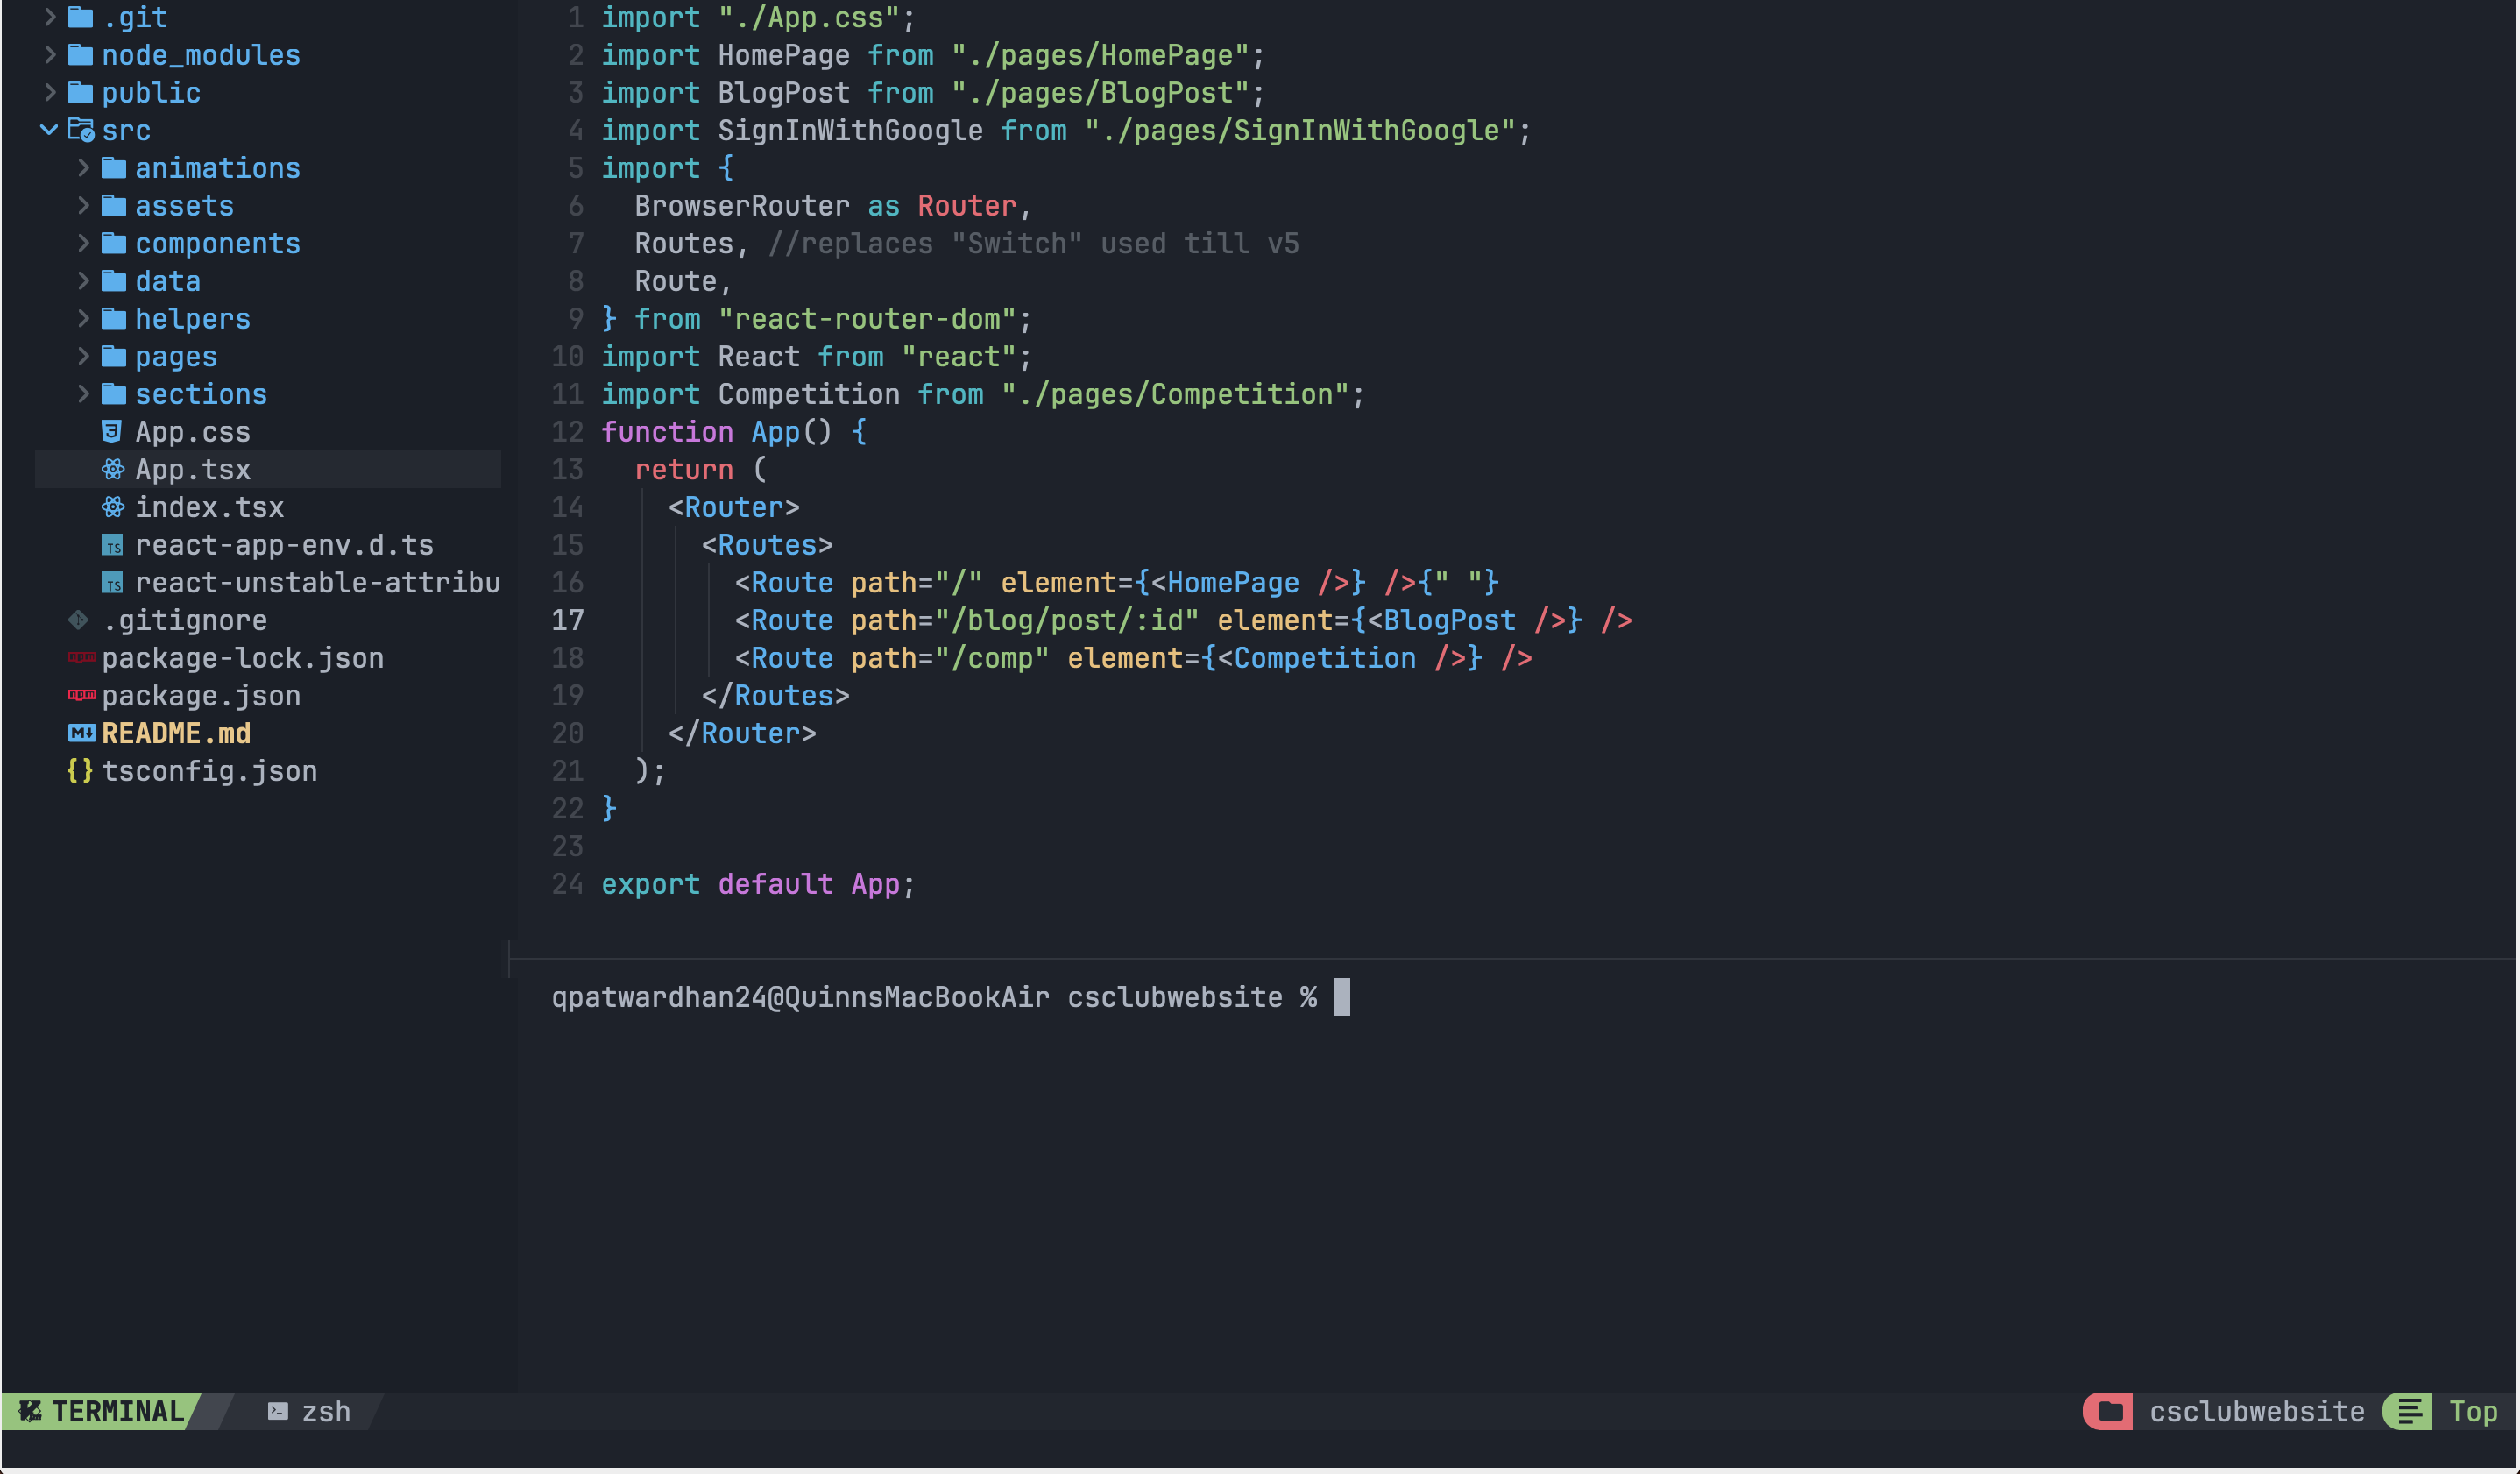 .git
node_modules
public
src
animations
assets
components
data
helpers
pages
sections
App.css
App.tsx
index.tsx
react-app-env.d.ts
react-unstable-attribu
.gitignore
package-lock.json
package.json
README.md
tsconfig.json
1 import "./App.css";
2 import HomePage from "./pages/HomePage";
3 import BlogPost from "./pages/BlogPost";
4 import SignInWithGoogle from "./pages/SignInWithGoogle";
5 import {
6   BrowserRouter as Router,
7   Routes, //replaces "Switch" used till v5
8   Route,
9 } from "react-router-dom";
10 import React from "react";
11 import Competition from "./pages/Competition";
12 function App() {
13   return (
14     <Router>
15       <Routes>
16         <Route path="/" element={<HomePage />} />{" "}
17         <Route path="/blog/post/:id" element={<BlogPost />} />
18         <Route path="/comp" element={<Competition />} />
19       </Routes>
20     </Router>
21   );
22 }
23
24 export default App;
qpatwardhan24@QuinnsMacBookAir csclubwebsite %
TERMINAL zsh csclubwebsite Top